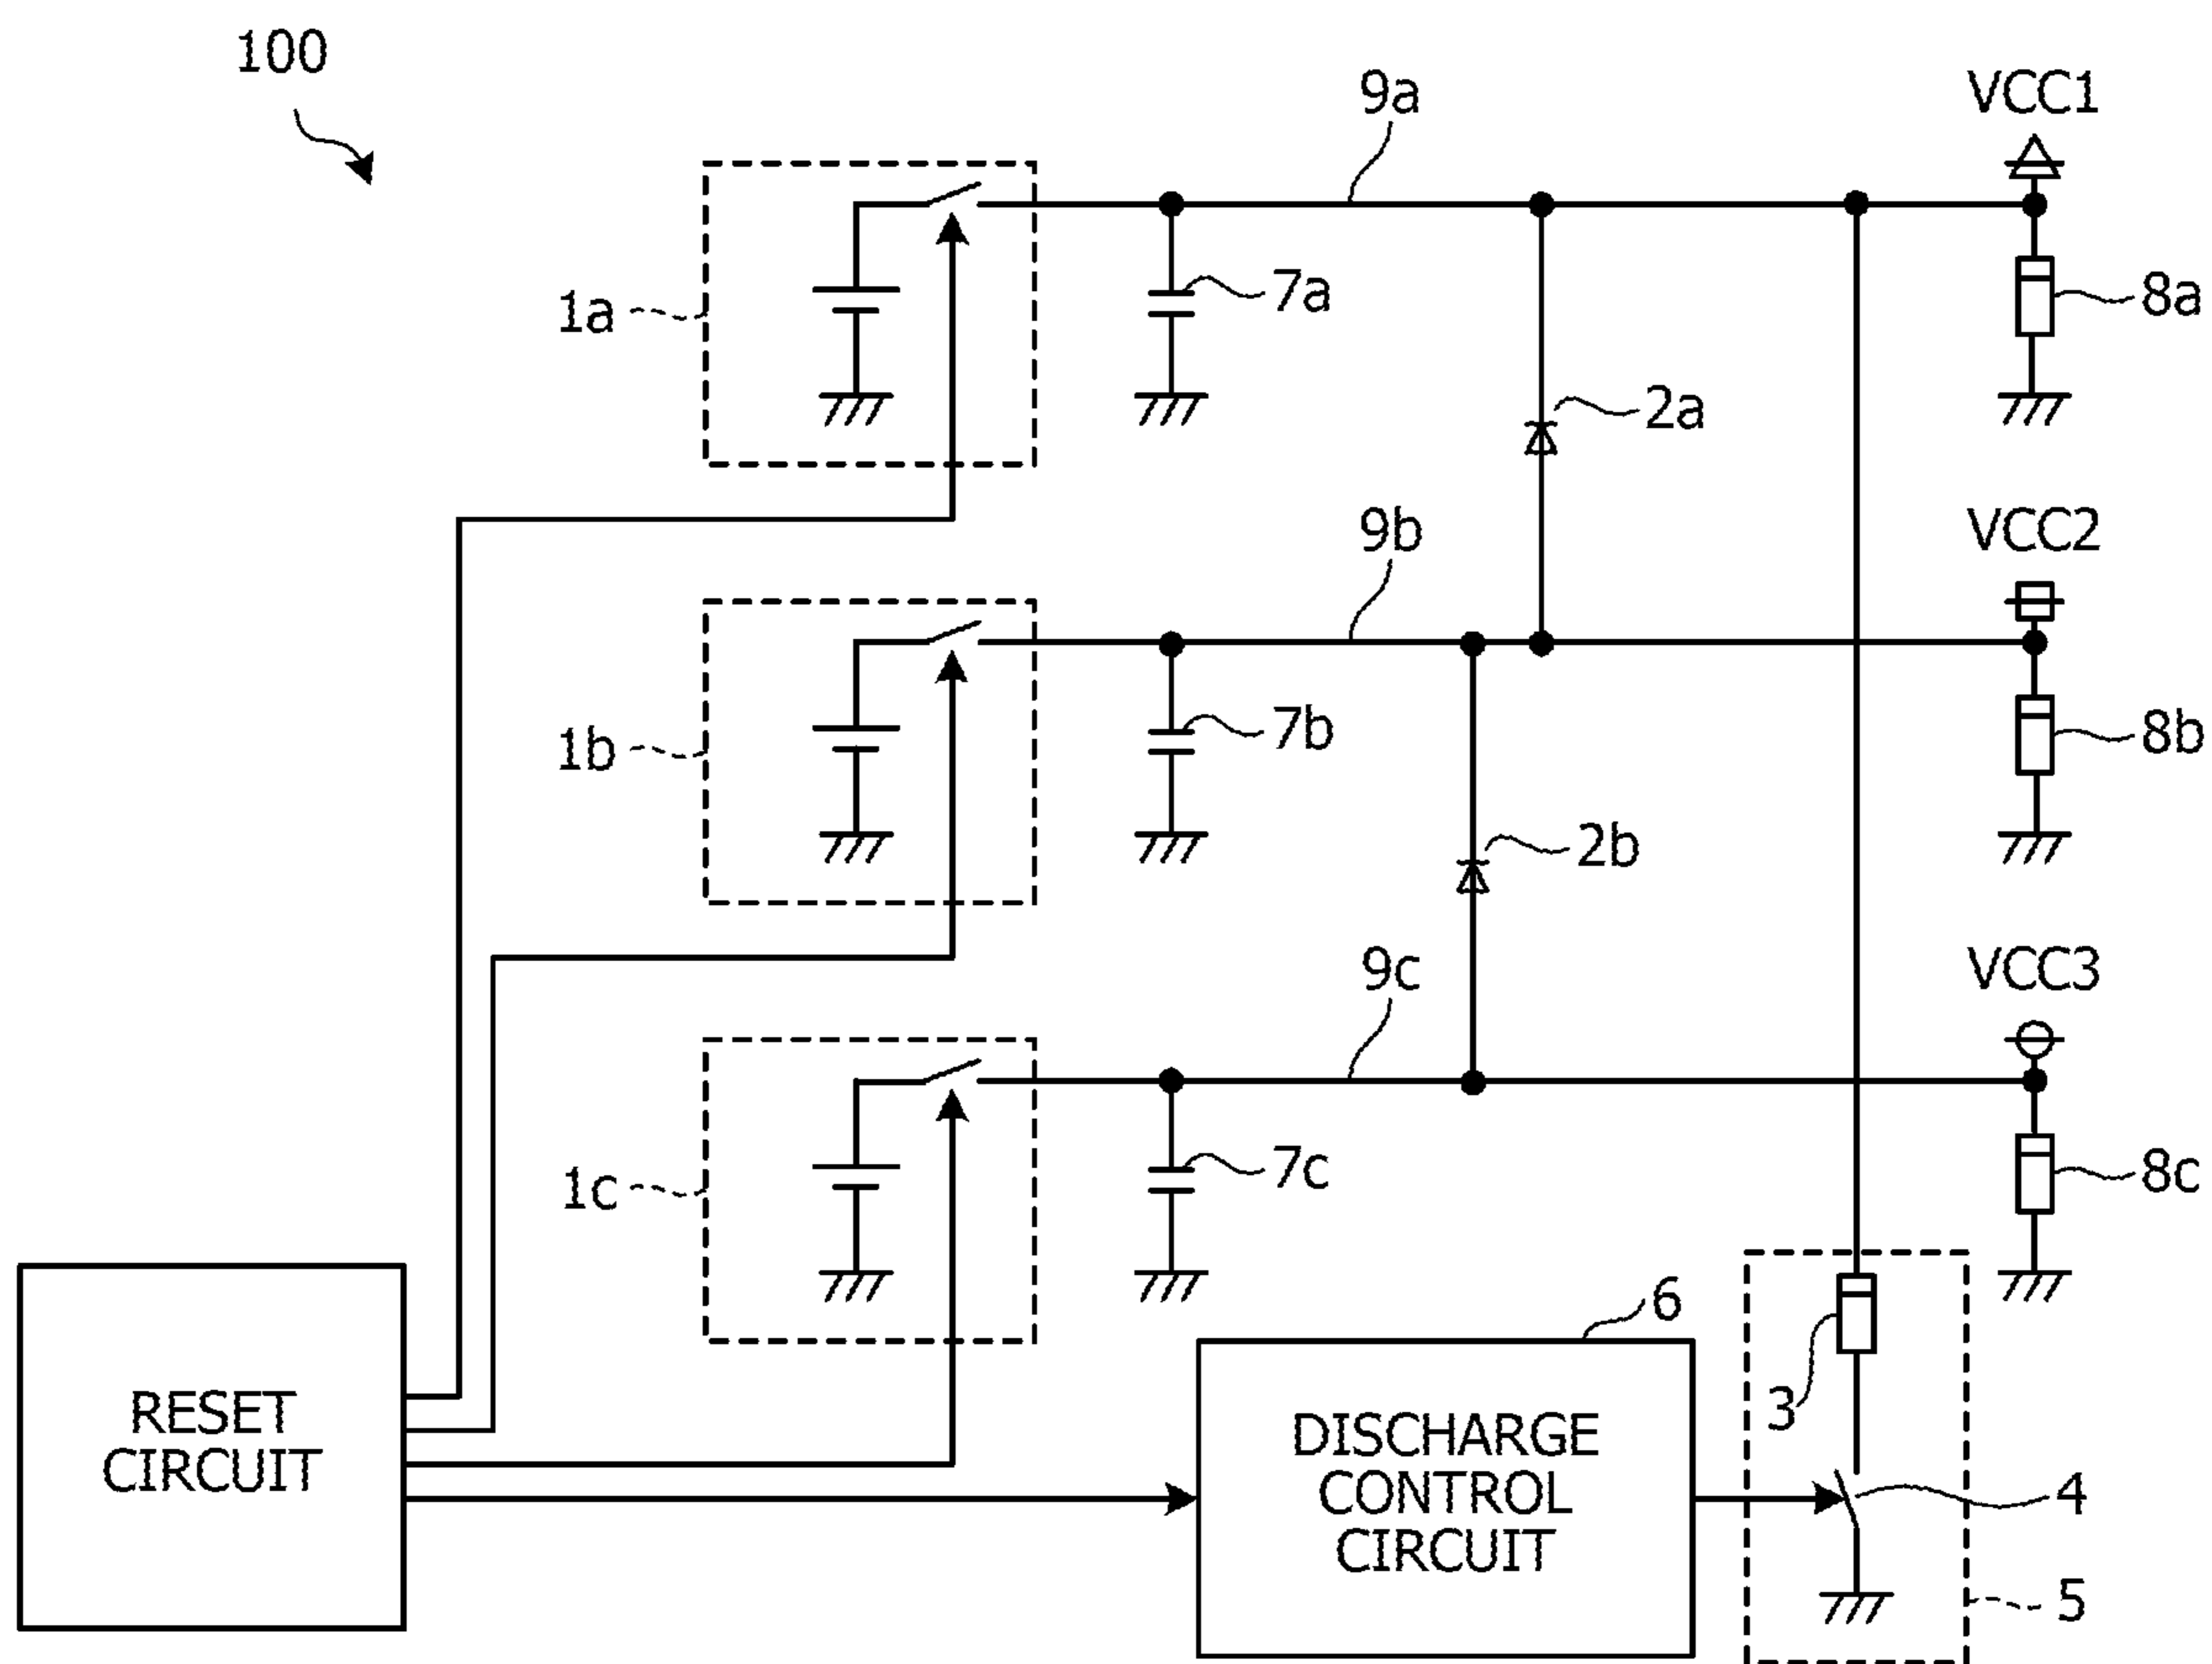 100
9a
VCC1
1a
7a
8a
2a
9b
VCC2
1b
7b
8b
2b
9c
VCC3
1c
7c
8c
6
3
RESET
CIRCUIT
DISCHARGE
CONTROL
CIRCUIT
4
5